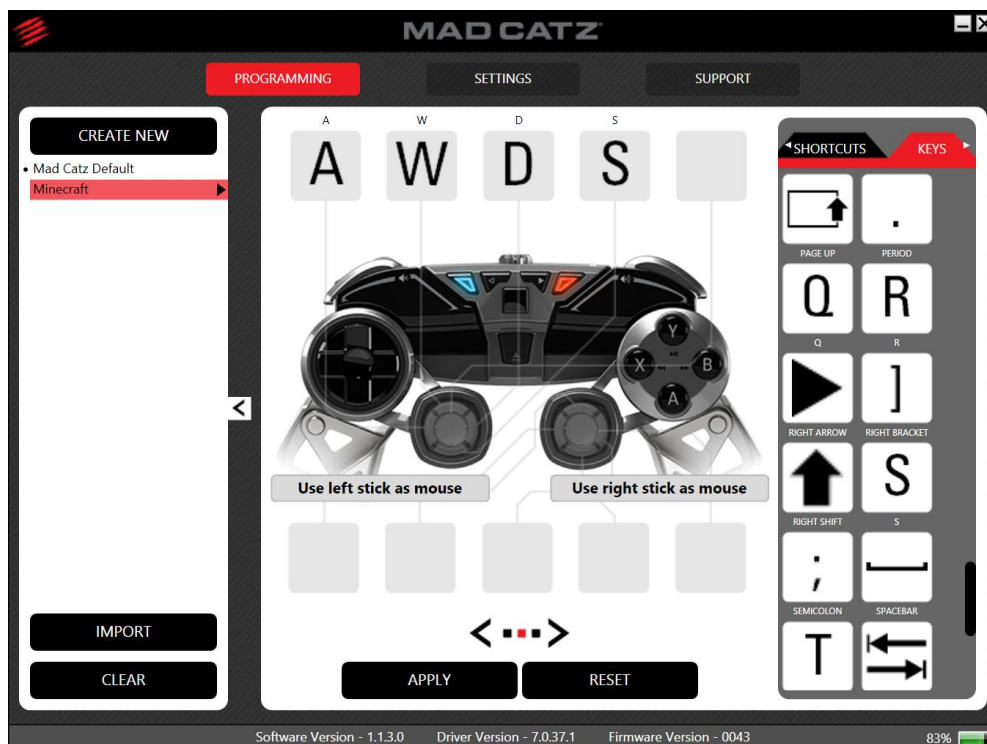 MAD CATZ
PROGRAMMING SETTINGS SUPPORT
CREATE NEW
Mad Catz Default
Minecraft
IMPORT
CLEAR
A W D S
A W D S
Y
X B
A
Use left stick as mouse
Use right stick as mouse
APPLY RESET
SHORTCUTS KEYS
.
PAGE UP PERIOD
Q R
Q R
]
RIGHT ARROW RIGHT BRACKET
S
RIGHT SHIFT S
;
SEMICOLON SPACEBAR
T
Software Version - 1.1.3.0 Driver Version - 7.0.37.1 Firmware Version - 0043 83%